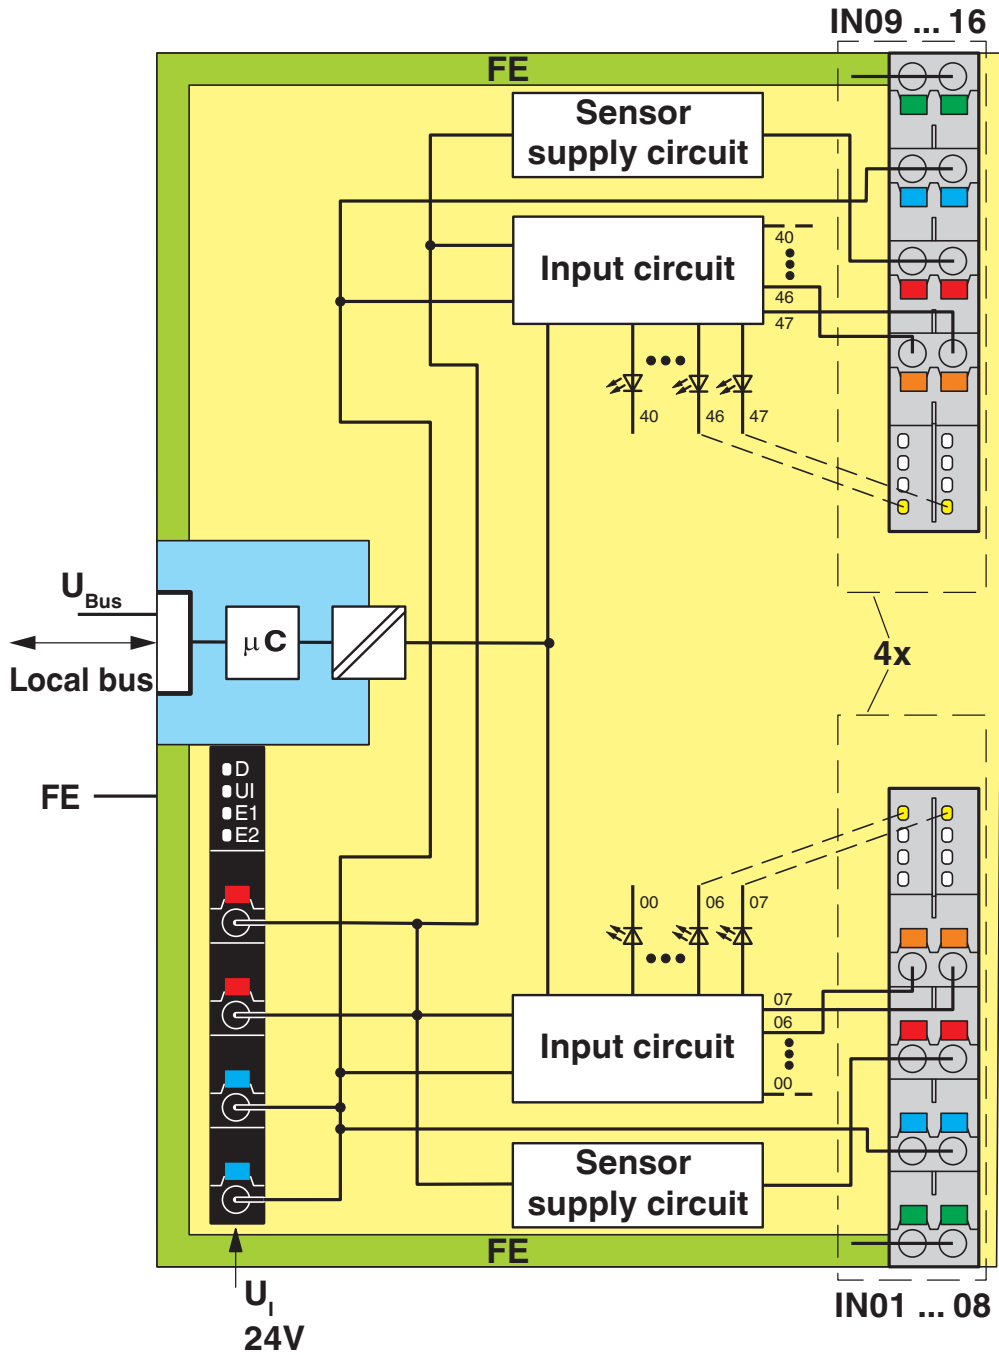 IN09 ... 16
FE
Sensor
supply circuit
Input circuit
40
46
47
40
46
47
U Bus
μC
Local bus
4x
FE
D
UI
E1
E2
00
06
07
Input circuit
07
06
00
Sensor
supply circuit
FE
U I
24V
IN01 ... 08